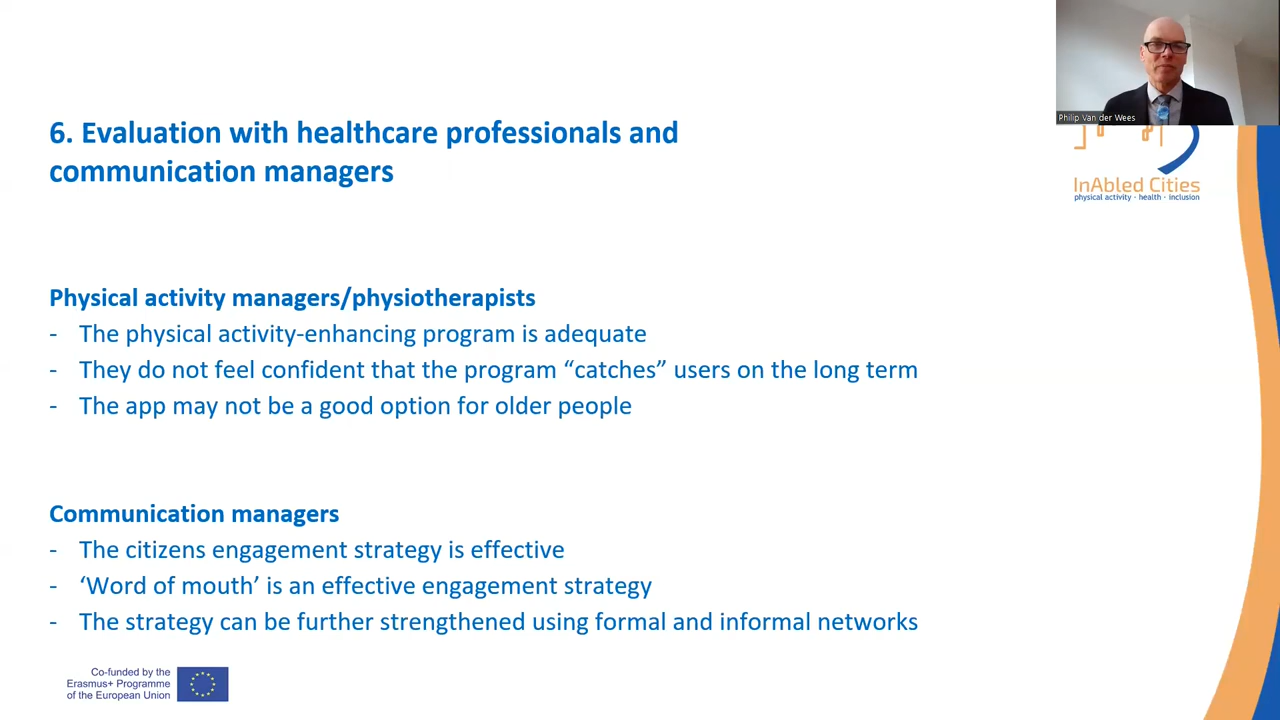 6. Evaluation with healthcare professionals and
communication managers
Philip Van der Wees
InAbled Cities
physical activity · health · inclusion
Physical activity managers/physiotherapists
- The physical activity-enhancing program is adequate
- They do not feel confident that the program “catches” users on the long term
- The app may not be a good option for older people
Communication managers
- The citizens engagement strategy is effective
- ‘Word of mouth’ is an effective engagement strategy
- The strategy can be further strengthened using formal and informal networks
Co-funded by the
Erasmus+ Programme
of the European Union